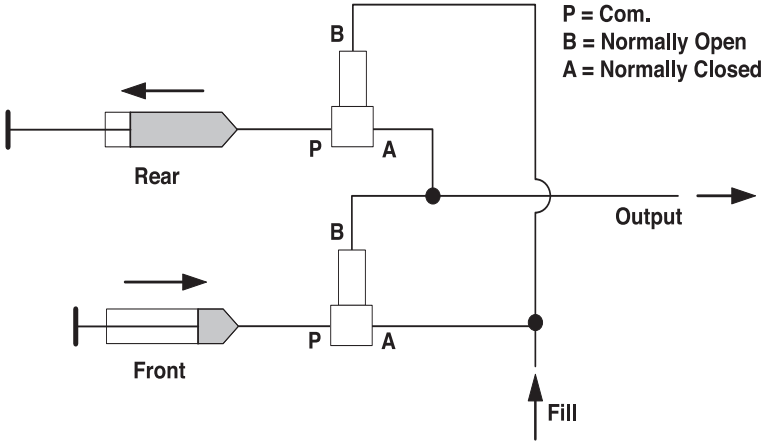 B
P = Com.
B = Normally Open
A = Normally Closed
P
A
Rear
Output
B
P
A
Front
Fill